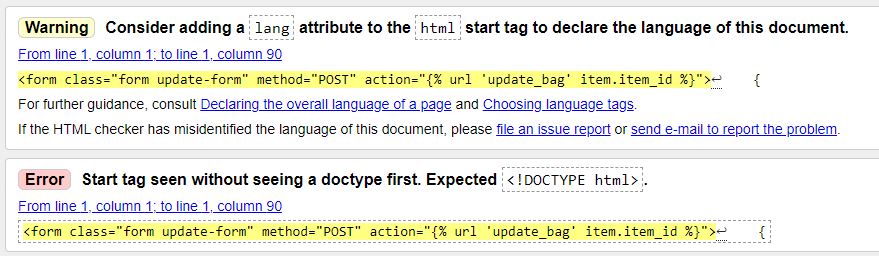 Warning Consider adding a lang attribute to the html start tag to declare the language of this document.
From line 1, column 1; to line 1, column 90
<form class="form update-form" method="POST" action="{% url 'update_bag' item.item_id %}">↩ {
For further guidance, consult Declaring the overall language of a page and Choosing language tags.
If the HTML checker has misidentified the language of this document, please file an issue report or send e-mail to report the problem.
Error Start tag seen without seeing a doctype first. Expected <!DOCTYPE html>.
From line 1, column 1; to line 1, column 90
<form class="form update-form" method="POST" action="{% url 'update_bag' item.item_id %}">↩ {